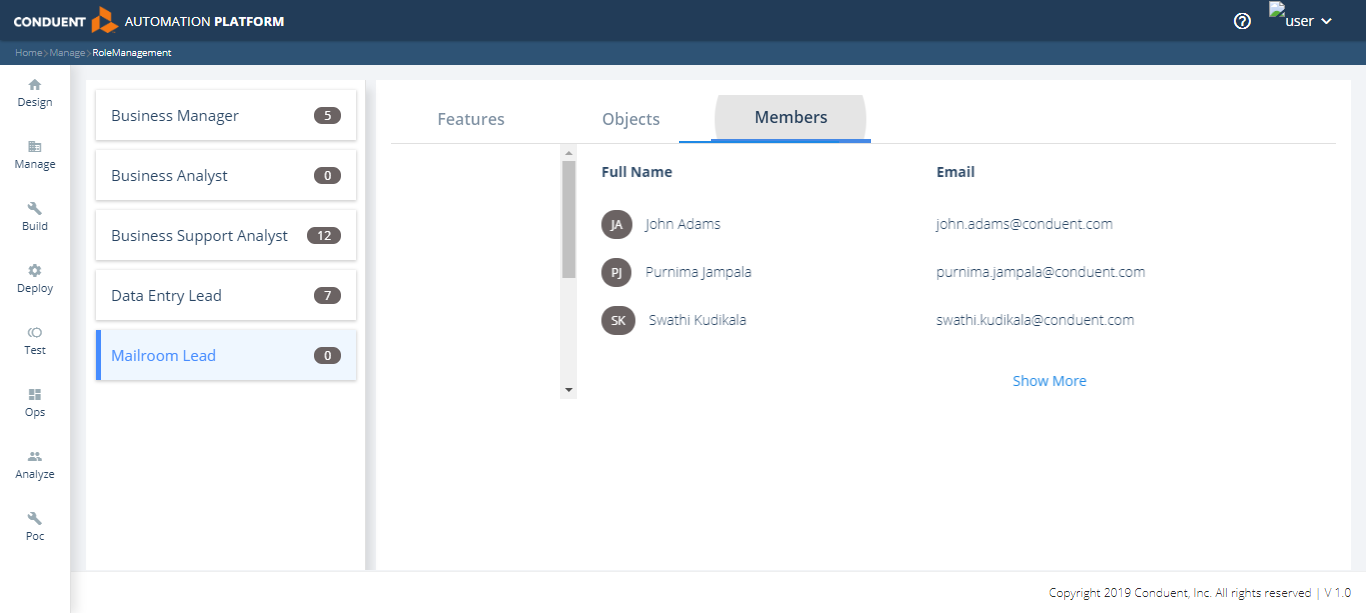 CONDUENT AUTOMATION PLATFORM
user
Home>Manage>RoleManagement
Design
Manage
Build
Deploy
Test
Ops
Analyze
Poc
Business Manager 5
Business Analyst 0
Business Support Analyst 12
Data Entry Lead 7
Mailroom Lead 0
Features Objects Members
Full Name Email
JA John Adams john.adams@conduent.com
PJ Purnima Jampala purnima.jampala@conduent.com
SK Swathi Kudikala swathi.kudikala@conduent.com
Show More
Copyright 2019 Conduent, Inc. All rights reserved | V 1.0